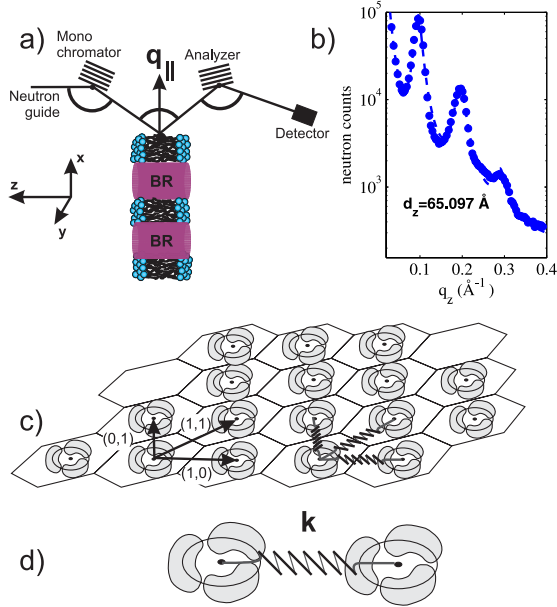 a)
Mono
chromator
Neutron
guide
q||
Analyzer
Detector
x
z
y
BR
BR
b)
neutron counts
10^5
10^4
10^3
d_z=65.097 Å
0.1 0.2 0.3 0.4
q_z (Å^-1)
c)
(0,1)
(1,1)
(1,0)
d)
k